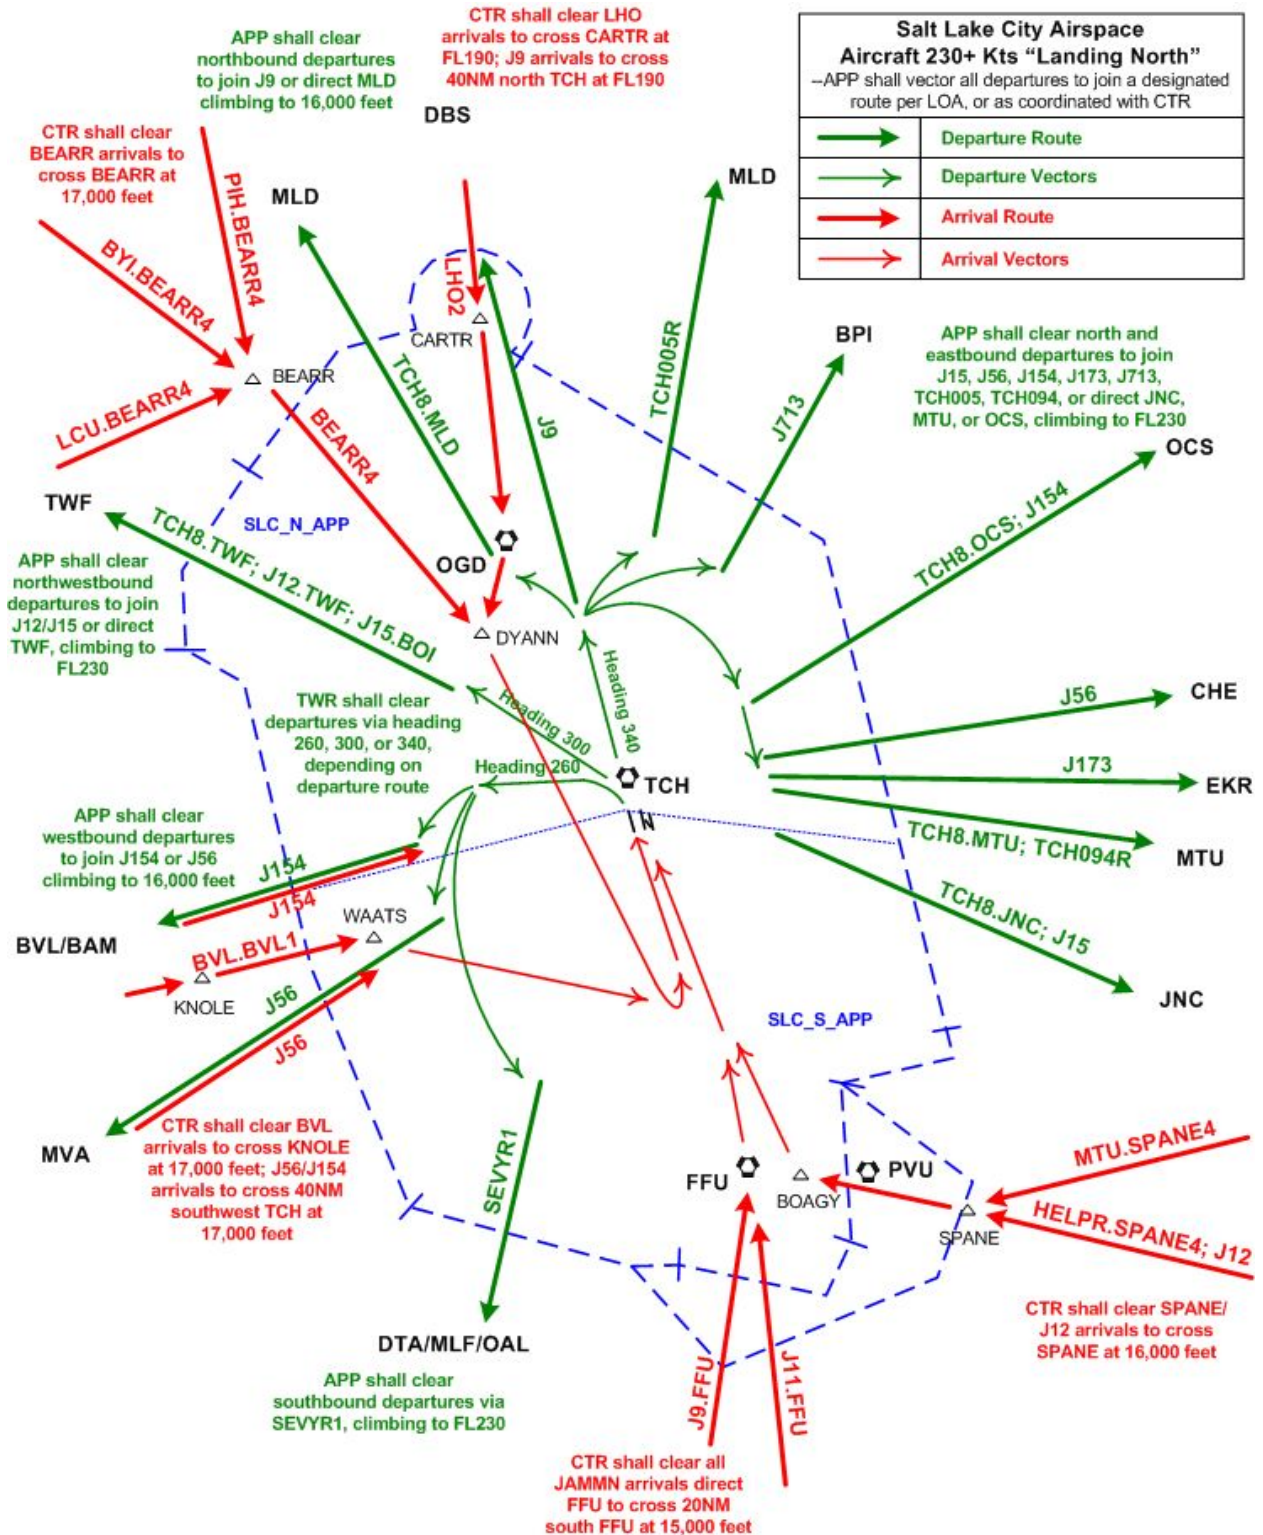 Salt Lake City Airspace
Aircraft 230+ Kts “Landing North”
--APP shall vector all departures to join a designated
route per LOA, or as coordinated with CTR
Departure Route
Departure Vectors
Arrival Route
Arrival Vectors
CTR shall clear LHO
arrivals to cross CARTR at
FL190; J9 arrivals to cross
40NM north TCH at FL190
DBS
APP shall clear
northbound departures
to join J9 or direct MLD
climbing to 16,000 feet
CTR shall clear
BEARR arrivals to
cross BEARR at
17,000 feet
MLD
MLD
PIH.BEARR4
BYI.BEARR4
LCU.BEARR4
BEARR
BEARR4
LHO2
CARTR
TCH8.MLD
J9
TCH005R
J713
BPI
APP shall clear north and
eastbound departures to join
J15, J56, J154, J173, J713,
TCH005, TCH094, or direct JNC,
MTU, or OCS, climbing to FL230
OCS
TCH8.OCS; J154
TWF
SLC_N_APP
TCH8.TWF; J12.TWF; J15.BOI
OGD
DYANN
APP shall clear
northwestbound
departures to join
J12/J15 or direct
TWF, climbing to
FL230
TWR shall clear
departures via heading
260, 300, or 340,
depending on
departure route
Heading 300
Heading 340
Heading 260
TCH
J56
CHE
J173
EKR
TCH8.MTU; TCH094R
MTU
TCH8.JNC; J15
JNC
APP shall clear
westbound departures
to join J154 or J56
climbing to 16,000 feet
J154
J154
BVL/BAM
WAATS
BVL.BVL1
KNOLE
J56
J56
MVA
SLC_S_APP
CTR shall clear BVL
arrivals to cross KNOLE
at 17,000 feet; J56/J154
arrivals to cross 40NM
southwest TCH at
17,000 feet
SEVYR1
FFU
BOAGY
PVU
SPANE
MTU.SPANE4
HELPR.SPANE4; J12
CTR shall clear SPANE/
J12 arrivals to cross
SPANE at 16,000 feet
DTA/MLF/OAL
APP shall clear
southbound departures via
SEVYR1, climbing to FL230
J9.FFU
J11.FFU
CTR shall clear all
JAMMN arrivals direct
FFU to cross 20NM
south FFU at 15,000 feet